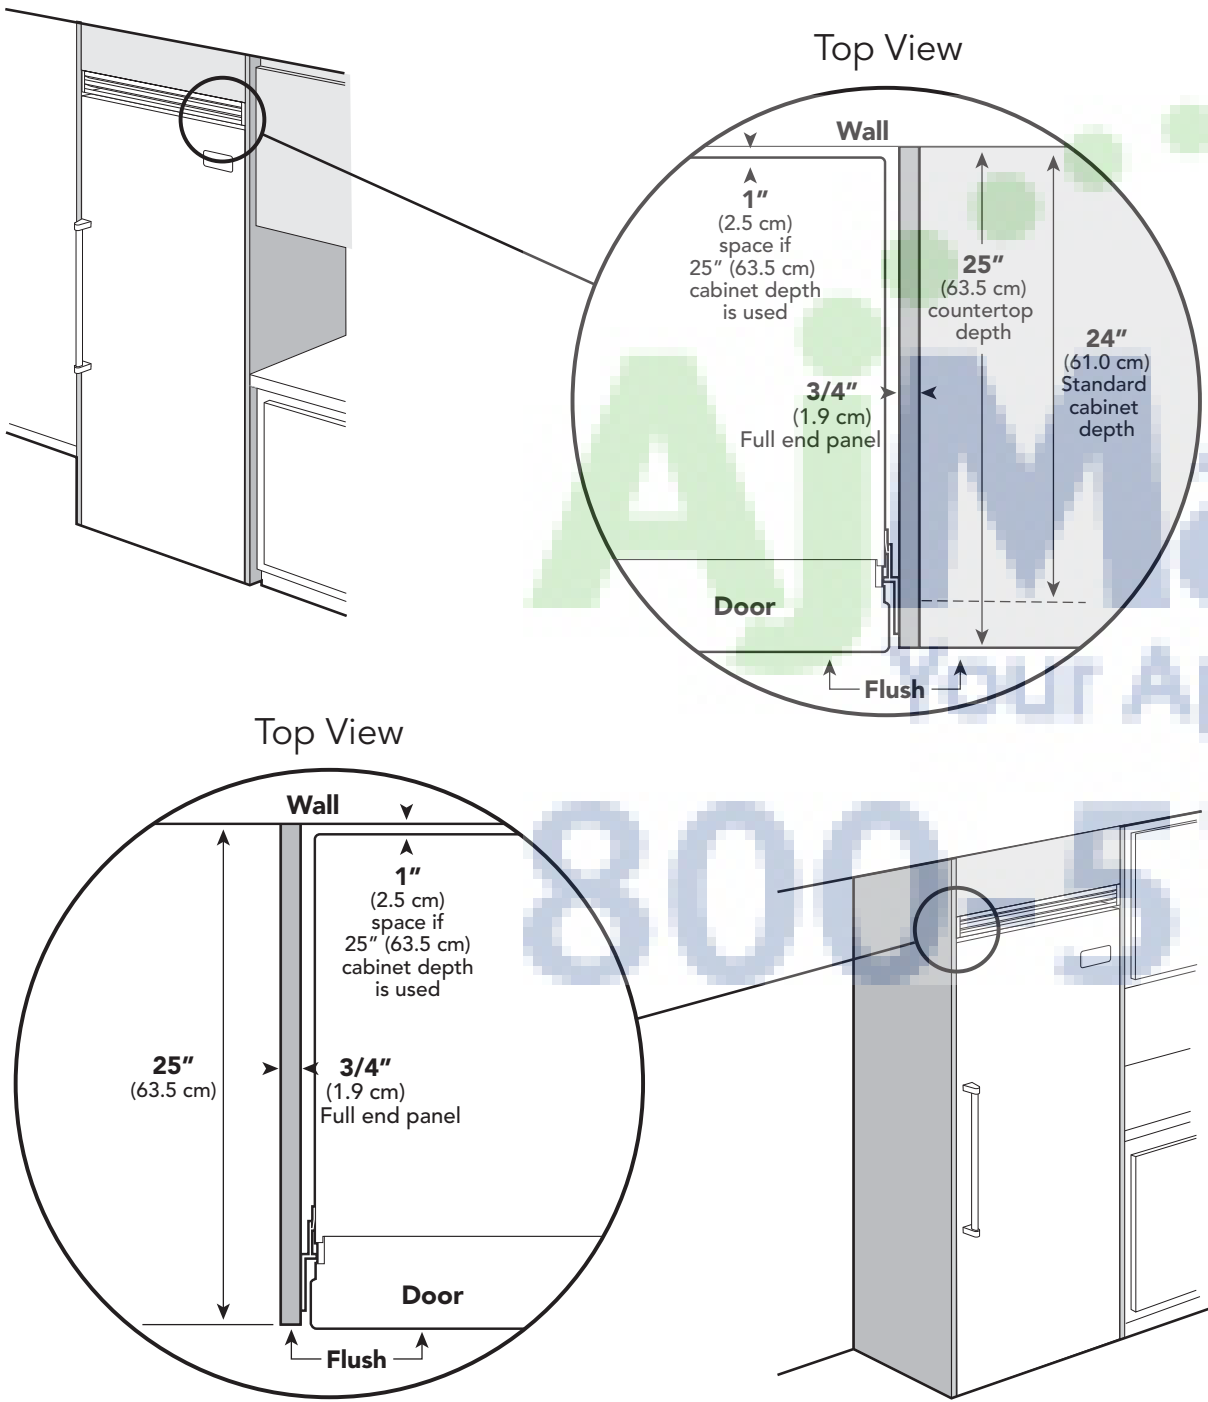 Top View
Wall
1"
(2.5 cm)
space if
25" (63.5 cm)
cabinet depth
is used
25"
(63.5 cm)
countertop
depth
24"
(61.0 cm)
Standard
cabinet
depth
3/4"
(1.9 cm)
Full end panel
Door
Flush
Top View
Wall
1"
(2.5 cm)
space if
25" (63.5 cm)
cabinet depth
is used
25"
(63.5 cm)
3/4"
(1.9 cm)
Full end panel
Door
Flush